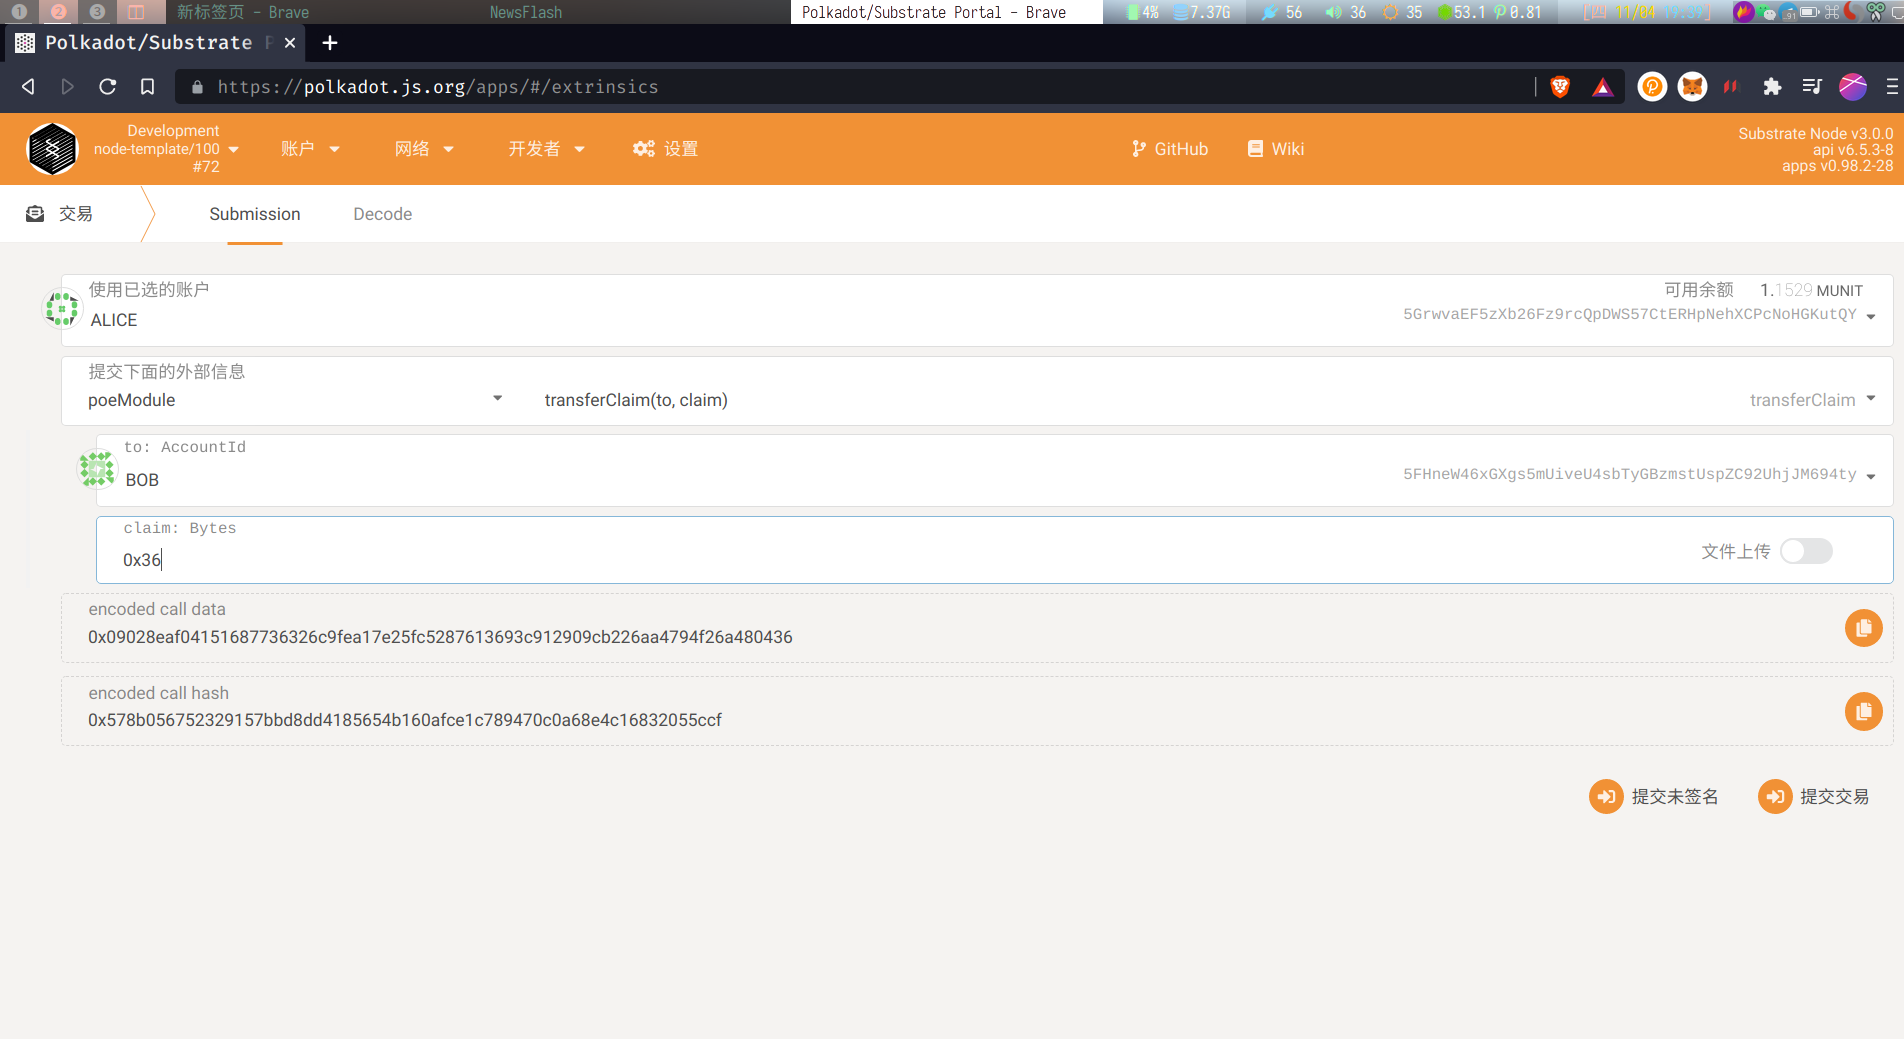 1 2 3 新标签页 - Brave NewsFlash Polkadot/Substrate Portal - Brave 4% 7.37G 56 36 35 53.1 0.81 [四 11/04 19:39]
Polkadot/Substrate P
https://polkadot.js.org/apps/#/extrinsics
Development
node-template/100
#72
账户
网络
开发者
设置
GitHub
Wiki
Substrate Node v3.0.0
api v6.5.3-8
apps v0.98.2-28
交易
Submission
Decode
使用已选的账户
可用余额 1.1529 MUNIT
ALICE
5GrwvaEF5zXb26Fz9rcQpDWS57CtERHpNehXCPcNoHGKutQY
提交下面的外部信息
poeModule
transferClaim(to, claim)
transferClaim
to: AccountId
BOB
5FHneW46xGXgs5mUiveU4sbTyGBzmstUspZC92UhjJM694ty
claim: Bytes
0x36
文件上传
encoded call data
0x09028eaf04151687736326c9fea17e25fc5287613693c912909cb226aa4794f26a480436
encoded call hash
0x578b056752329157bbd8dd4185654b160afce1c789470c0a68e4c16832055ccf
提交未签名
提交交易